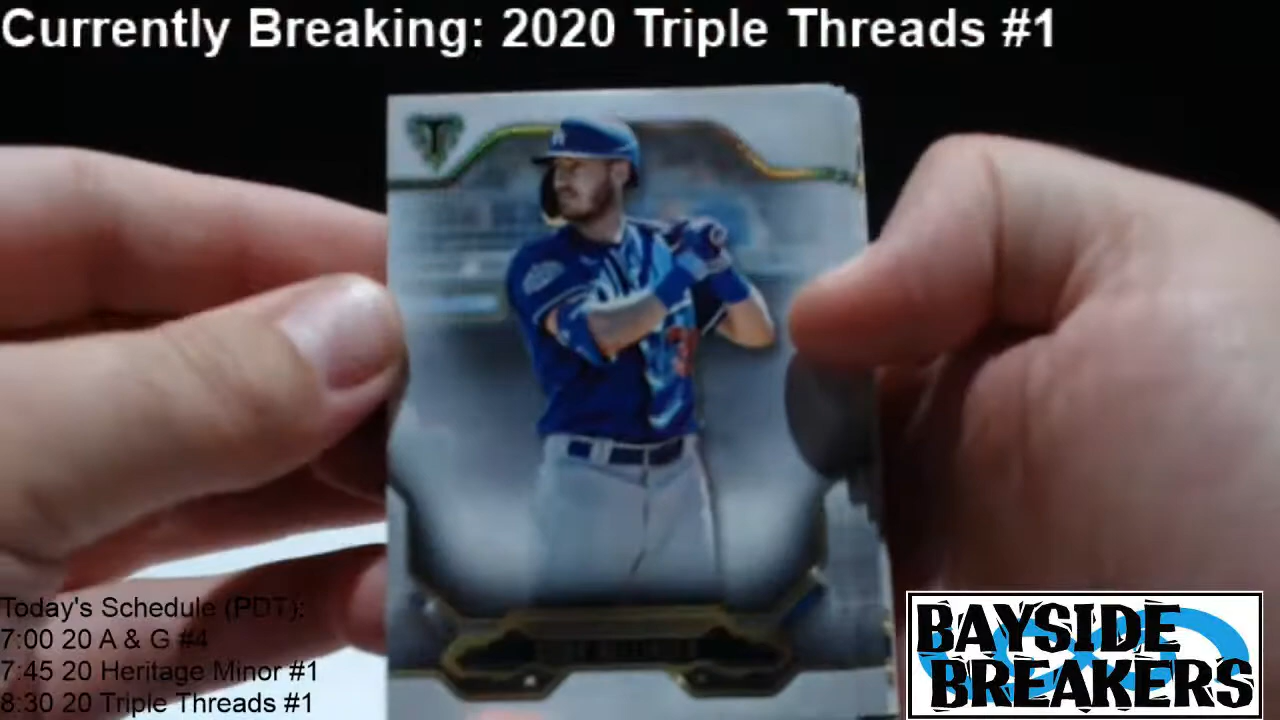 Currently Breaking: 2020 Triple Threads #1
Today's Schedule (PDT):
7:00 20 A & G #4
7:45 20 Heritage Minor #1
8:30 20 Triple Threads #1
BAYSIDE
BREAKERS